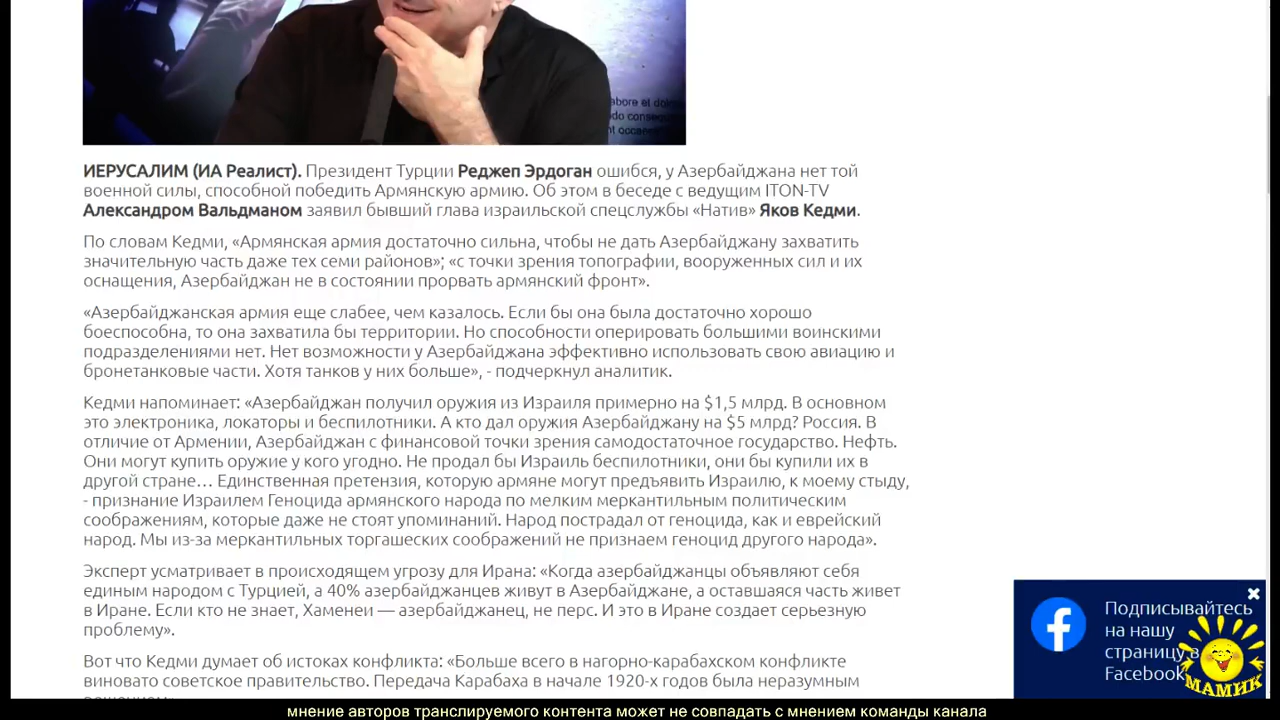 abore el dolo
do conseq
nt occaec
ИЕРУСАЛИМ (ИА Реалист). Президент Турции Реджеп Эрдоган ошибся, у Азербайджана нет той
военной силы, способной победить Армянскую армию. Об этом в беседе с ведущим ITON-TV
Александром Вальдманом заявил бывший глава израильской спецслужбы «Натив» Яков Кедми.
По словам Кедми, «Армянская армия достаточно сильна, чтобы не дать Азербайджану захватить
значительную часть даже тех семи районов»; «с точки зрения топографии, вооруженных сил и их
оснащения, Азербайджан не в состоянии прорвать армянский фронт».
«Азербайджанская армия еще слабее, чем казалось. Если бы она была достаточно хорошо
боеспособна, то она захватила бы территории. Но способности оперировать большими воинскими
подразделениями нет. Нет возможности у Азербайджана эффективно использовать свою авиацию и
бронетанковые части. Хотя танков у них больше», - подчеркнул аналитик.
Кедми напоминает: «Азербайджан получил оружия из Израиля примерно на $1,5 млрд. В основном
это электроника, локаторы и беспилотники. А кто дал оружия Азербайджану на $5 млрд? Россия. В
отличие от Армении, Азербайджан с финансовой точки зрения самодостаточное государство. Нефть.
Они могут купить оружие у кого угодно. Не продал бы Израиль беспилотники, они бы купили их в
другой стране… Единственная претензия, которую армяне могут предъявить Израилю, к моему стыду,
- признание Израилем Геноцида армянского народа по мелким меркантильным политическим
соображениям, которые даже не стоят упоминаний. Народ пострадал от геноцида, как и еврейский
народ. Мы из-за меркантильных торгашеских соображений не признаем геноцид другого народа».
Эксперт усматривает в происходящем угрозу для Ирана: «Когда азербайджанцы объявляют себя
единым народом с Турцией, а 40% азербайджанцев живут в Азербайджане, а оставшаяся часть живет
в Иране. Если кто не знает, Хаменеи — азербайджанец, не перс. И это в Иране создает серьезную
проблему».
Вот что Кедми думает об истоках конфликта: «Больше всего в нагорно-карабахском конфликте
виновато советское правительство. Передача Карабаха в начале 1920-х годов была неразумным
Подписывайтесь
на нашу
страницу в
Facebook
МАМИК
мнение авторов транслируемого контента может не совпадать с мнением команды канала